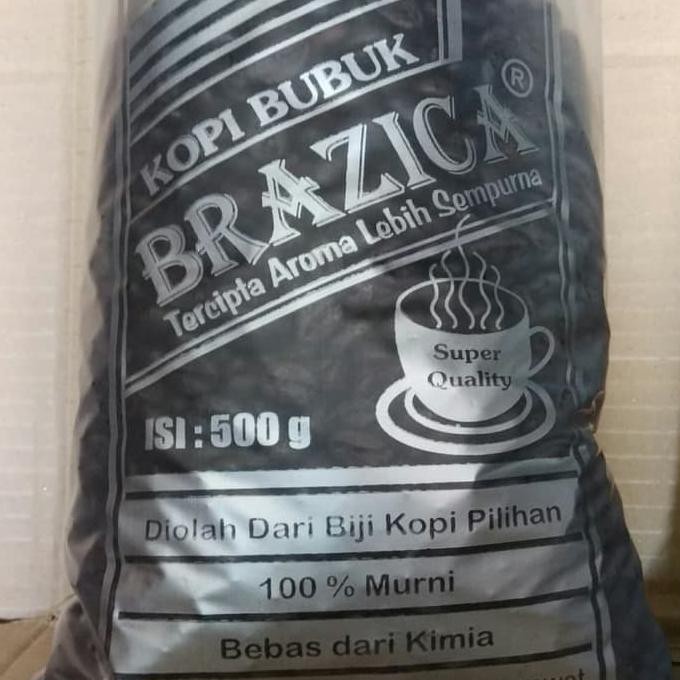 KOPI BUBUK
BRAZICA®
Tercipta Aroma Lebih Sempurna
Super
Quality
ISI : 500 g
Diolah Dari Biji Kopi Pilihan
100 % Murni
Bebas dari Kimia